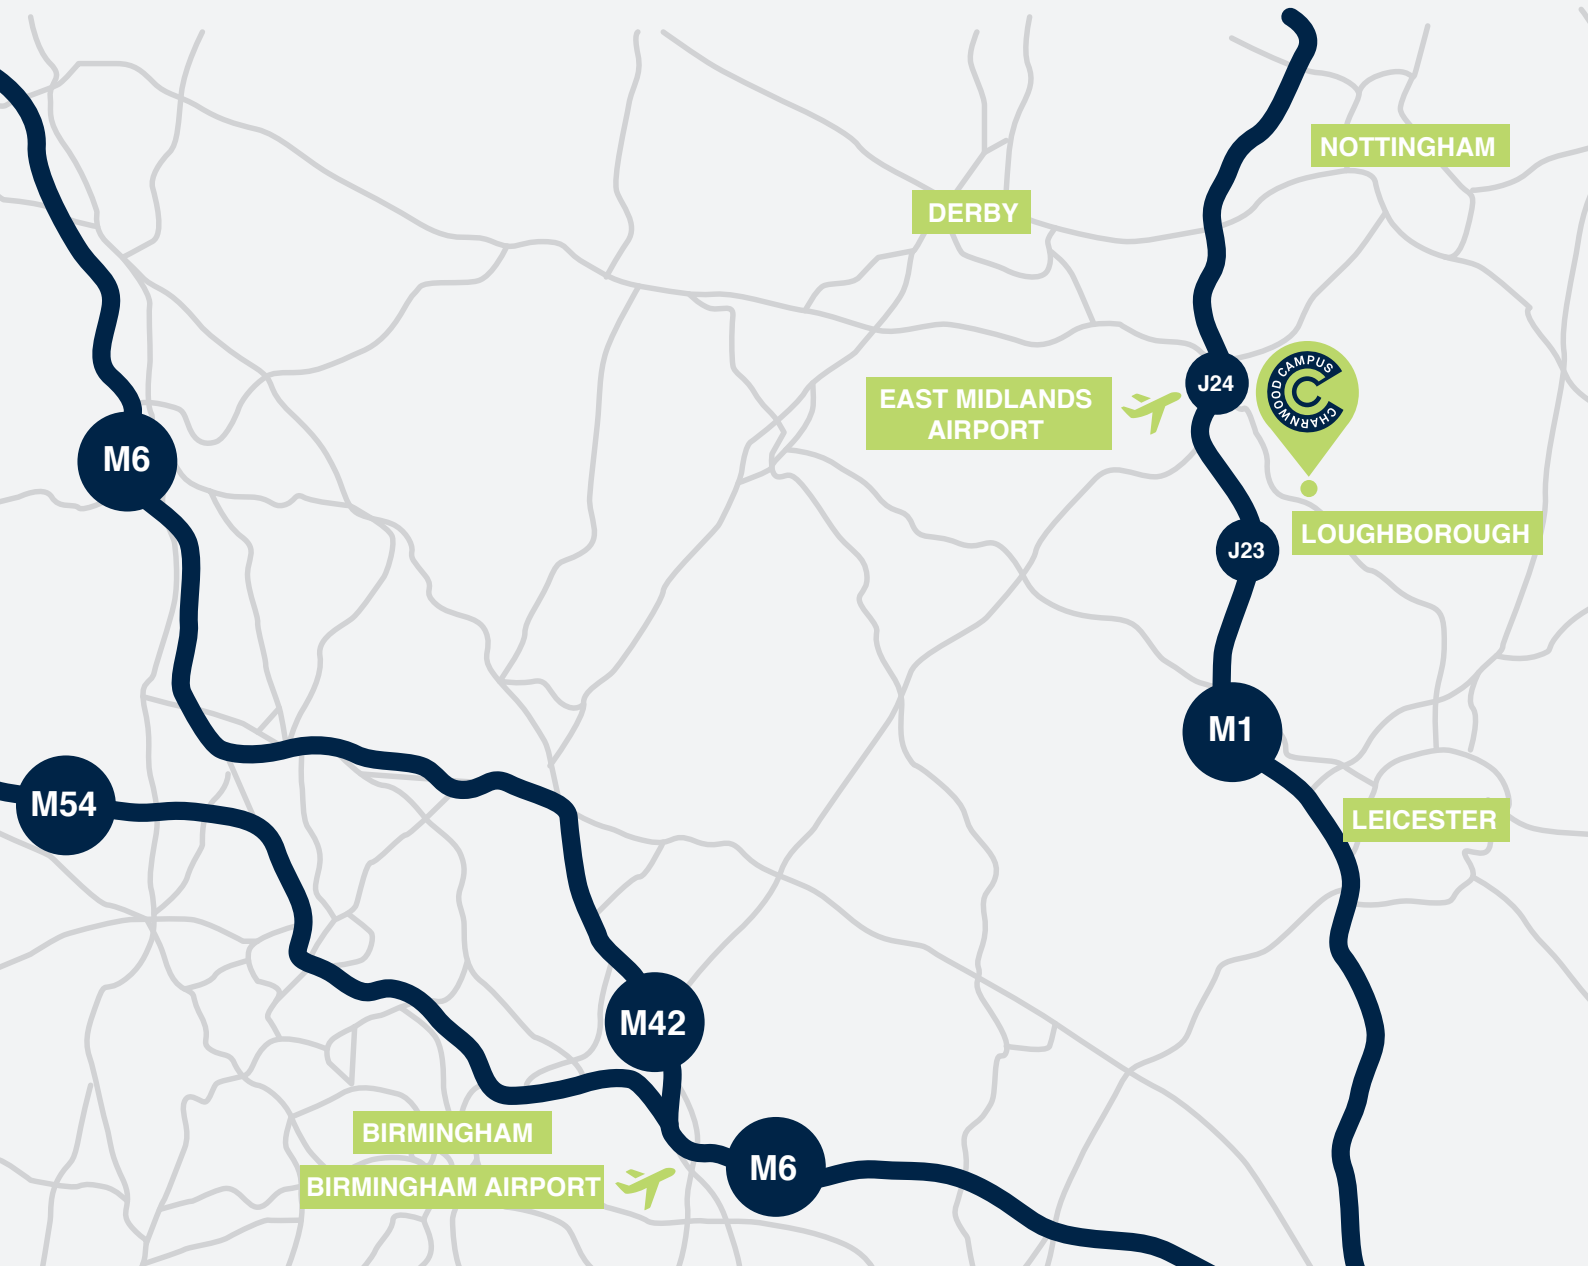 NOTTINGHAM
DERBY
CHARNWOOD CAMPUS
J24
EAST MIDLANDS
AIRPORT
M6
LOUGHBOROUGH
J23
M1
M54
LEICESTER
M42
BIRMINGHAM
M6
BIRMINGHAM AIRPORT